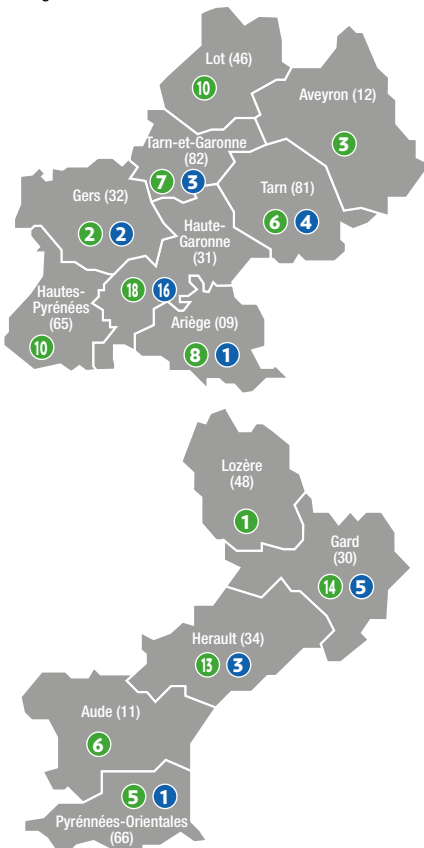 Lot (46)
10
Aveyron (12)
3
Tarn-et-Garonne
(82)
7 3
Tarn (81)
6 4
Gers (32)
2 2
Haute-
Garonne
(31)
18 16
Hautes-
Pyrénées
(65)
10
Ariège (09)
8 1
Lozère
(48)
1
Gard
(30)
14 5
Herault (34)
13 3
Aude (11)
6
5 1
Pyrénnées-Orientales
(66)